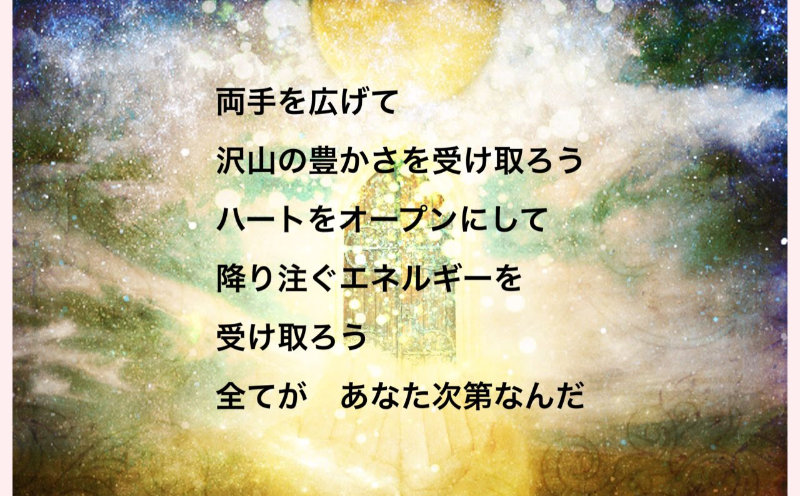 両手を広げて
沢山の豊かさを受け取ろう
ハートをオープンにして
降り注ぐエネルギーを
受け取ろう
全てが　あなた次第なんだ